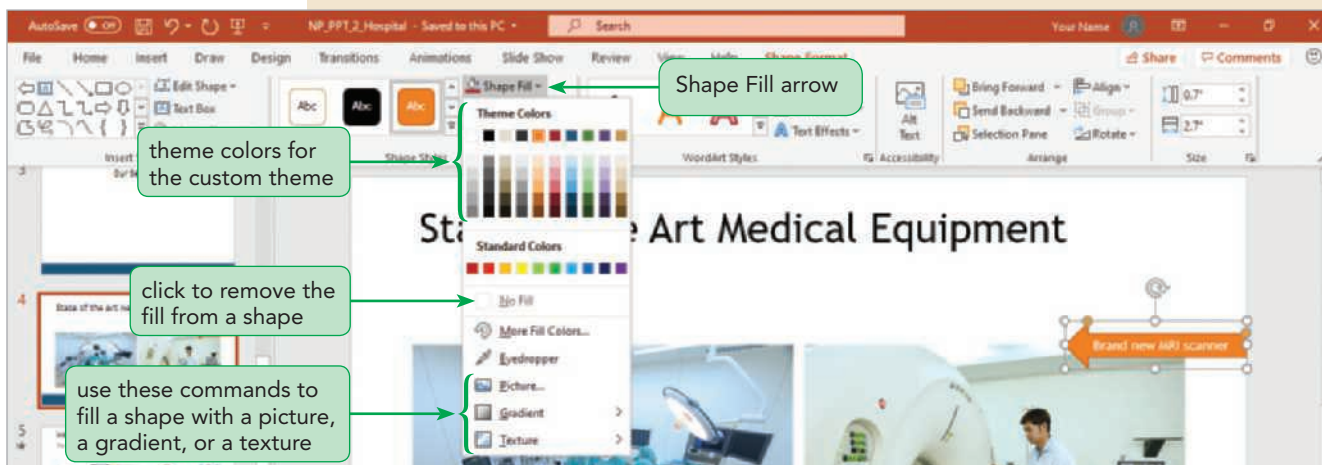 AutoSave Off NP_PPT_2_Hospital - Saved to this PC Search Your Name
File Home Insert Draw Design Transitions Animations Slide Show Review View Help Shape Format Share Comments
Edit Shape
Text Box
Insert
Abc Abc Abc
Shape Styles
Shape Fill
Shape Fill arrow
Text Effects
WordArt Styles
Alt
Text
Accessibility
Bring Forward
Send Backward
Selection Pane
Align
Group
Rotate
Arrange
0.7"
2.7"
Size
theme colors for
the custom theme
Theme Colors
Standard Colors
No Fill
More Fill Colors...
Eyedropper
Picture...
Gradient
Texture
click to remove the
fill from a shape
use these commands to
fill a shape with a picture,
a gradient, or a texture
3
4
State of the art
5
Art Medical Equipment
Brand new MRI scanner